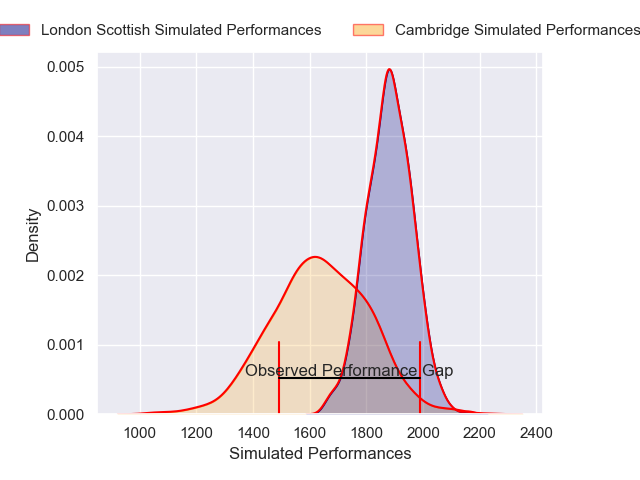 London Scottish Simulated Performances
Cambridge Simulated Performances
0.005
0.004
0.003
0.002
0.001
0.000
Density
Observed Performance Gap
1000 1200 1400 1600 1800 2000 2200 2400
Simulated Performances